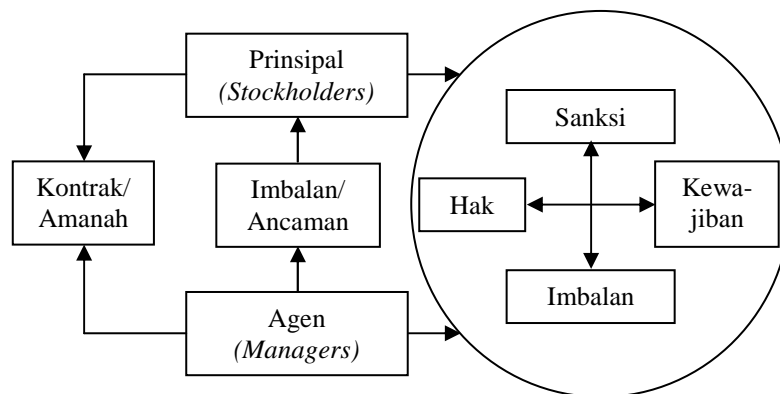 Prinsipal
(Stockholders)
Sanksi
Kontrak/
Amanah
Imbalan/
Ancaman
Hak
Kewa-
jiban
Imbalan
Agen
(Managers)